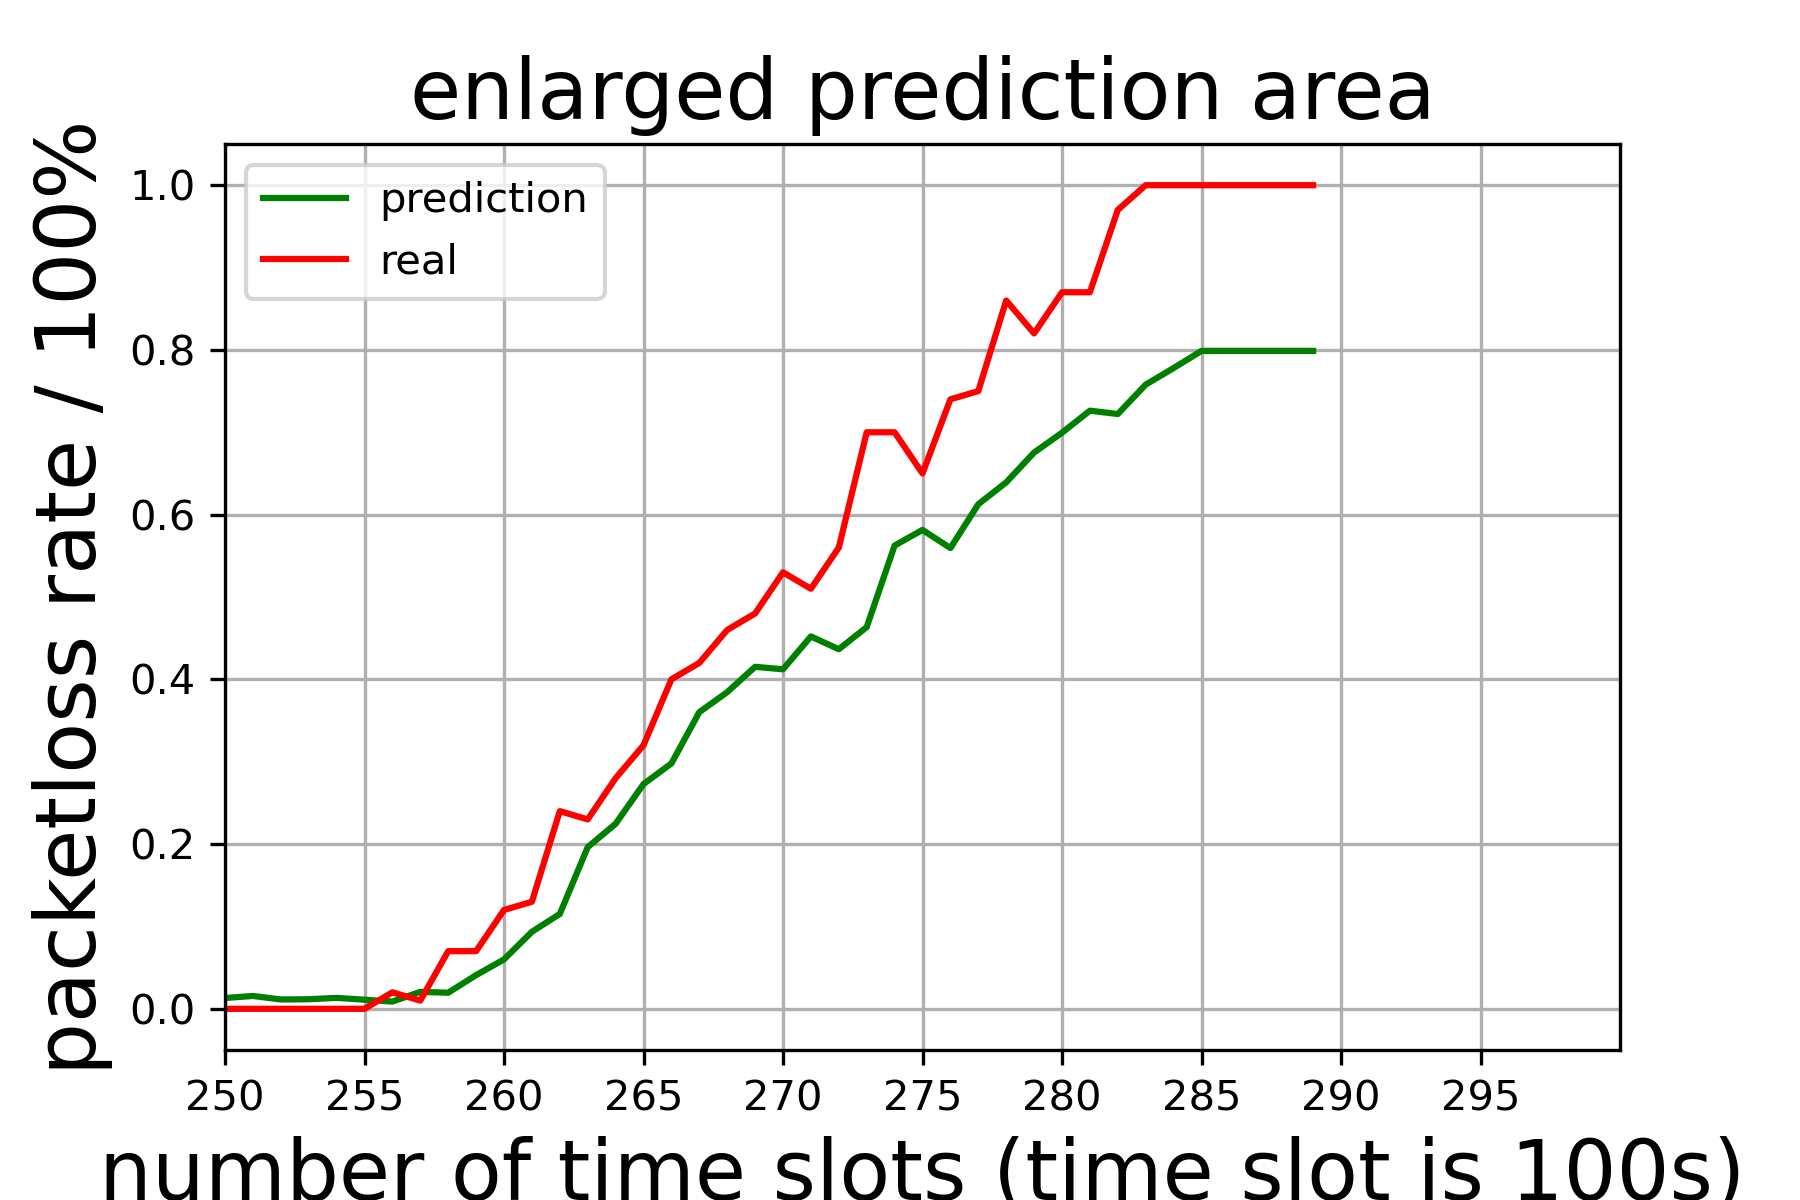 enlarged prediction area
packetloss rate / 100%
prediction
real
1.0
0.8
0.6
0.4
0.2
0.0
250 255 260 265 270 275 280 285 290 295
number of time slots (time slot is 100s)